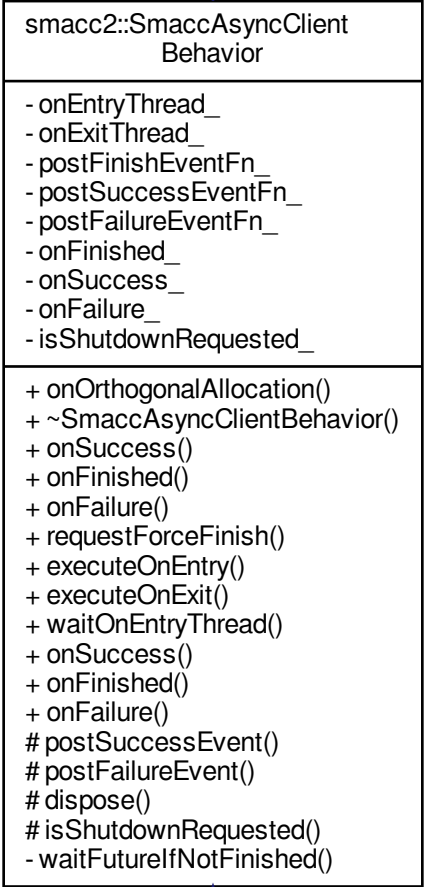 smacc2::SmaccAsyncClient
Behavior
- onEntryThread_
- onExitThread_
- postFinishEventFn_
- postSuccessEventFn_
- postFailureEventFn_
- onFinished_
- onSuccess_
- onFailure_
- isShutdownRequested_
+ onOrthogonalAllocation()
+ ~SmaccAsyncClientBehavior()
+ onSuccess()
+ onFinished()
+ onFailure()
+ requestForceFinish()
+ executeOnEntry()
+ executeOnExit()
+ waitOnEntryThread()
+ onSuccess()
+ onFinished()
+ onFailure()
# postSuccessEvent()
# postFailureEvent()
# dispose()
# isShutdownRequested()
- waitFutureIfNotFinished()